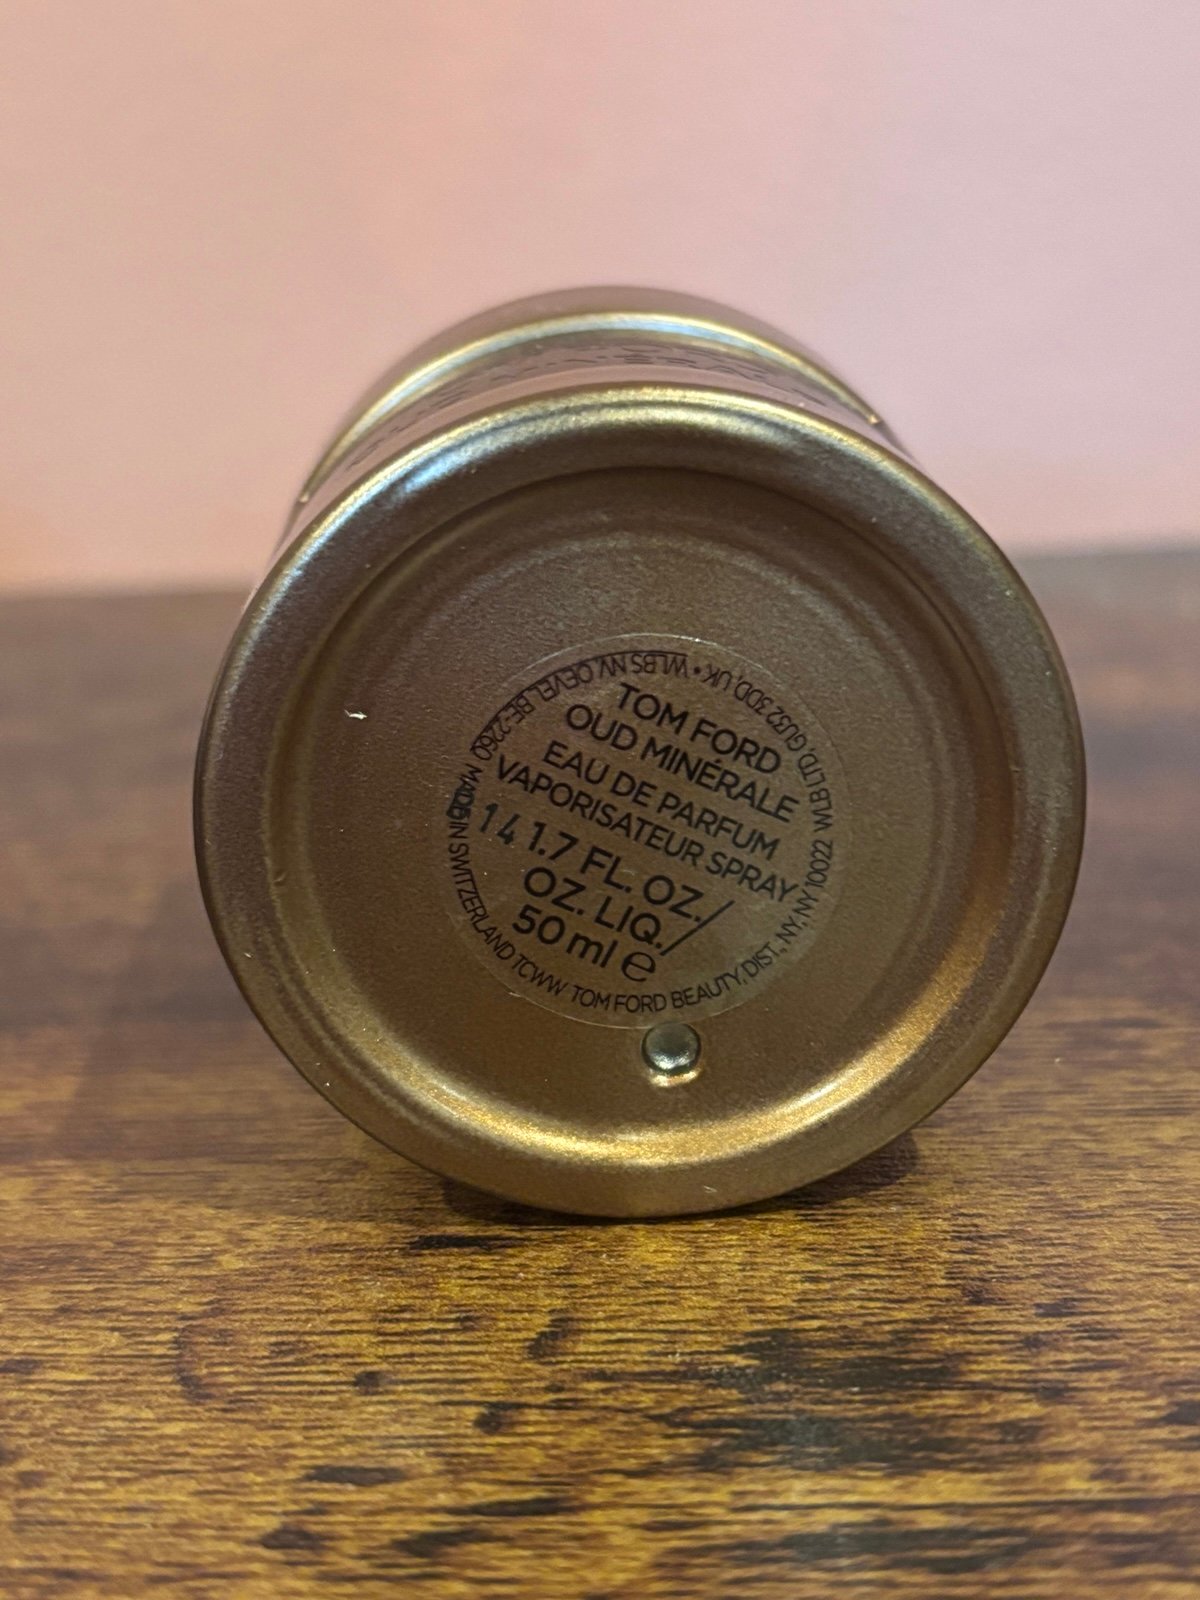 TOM FORD
OUD MINÉRALE
EAU DE PARFUM
VAPORISATEUR SPRAY
14 1.7 FL. OZ./
OZ. LIQ./
50 ml e
MADE IN SWITZERLAND TCWW TOM FORD BEAUTY, DIST., NY, NY 10022 WLB LTD, GU32 3DD, UK • WLBS NV, OEVEL, BE-2260